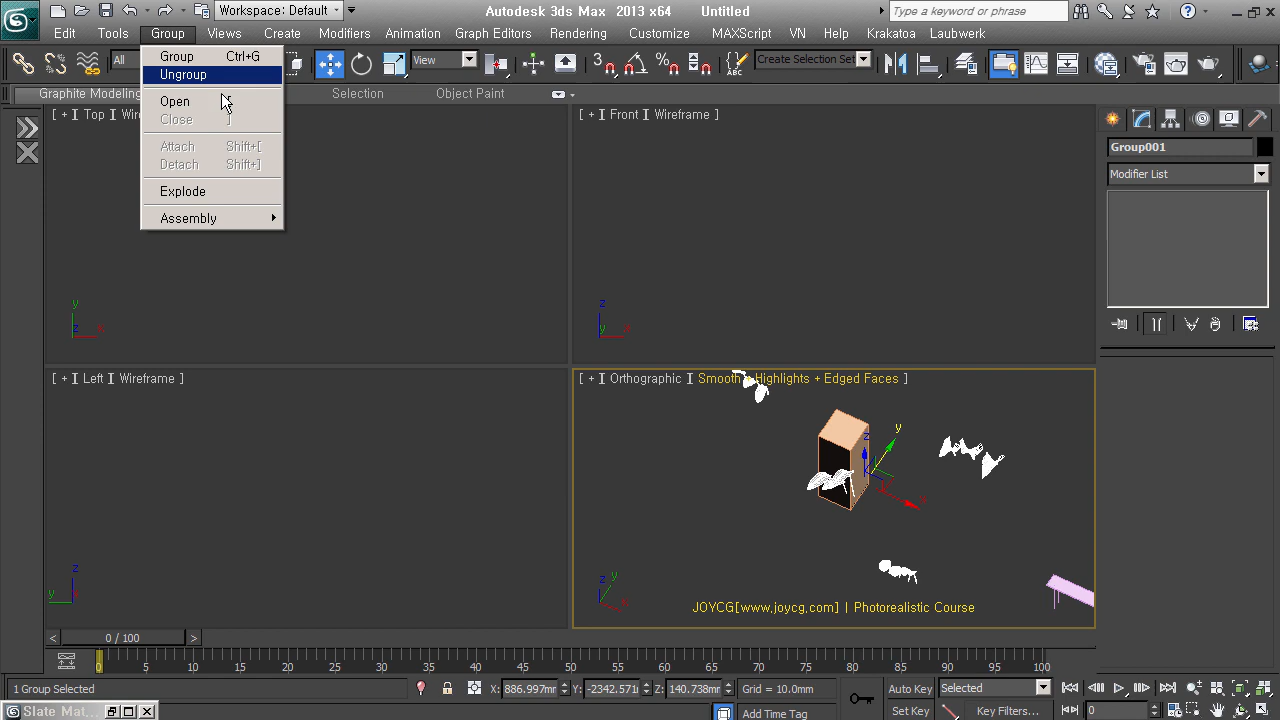 Workspace: Default
Autodesk 3ds Max 2013 x64 Untitled
Type a keyword or phrase
Edit Tools Group Views Create Modifiers Animation Graph Editors Rendering Customize MAXScript VN Help Krakatoa Laubwerk
All
View
3
Create Selection Set
Group Ctrl+G
Ungroup
Open [
Close ]
Attach Shift+[
Detach Shift+]
Explode
Assembly
Graphite Modeling
Selection
Object Paint
[ + ] Top ] Wire
[ + ] Front ] Wireframe ]
Group001
Modifier List
y
z x
z
y x
[ + ] Left ] Wireframe ]
[ + ] Orthographic ] Smooth + Highlights + Edged Faces ]
z
y
x
z
y
z
y
x
JOYCG[www.joycg.com] | Photorealistic Course
< 0 / 100 >
0 5 10 15 20 25 30 35 40 45 50 55 60 65 70 75 80 85 90 95 100
1 Group Selected
X: 886.997mm Y: -2342.571 Z: 140.738mm
Grid = 10.0mm
Auto Key
Selected
Slate Mat...
Add Time Tag
Set Key
Key Filters...
0